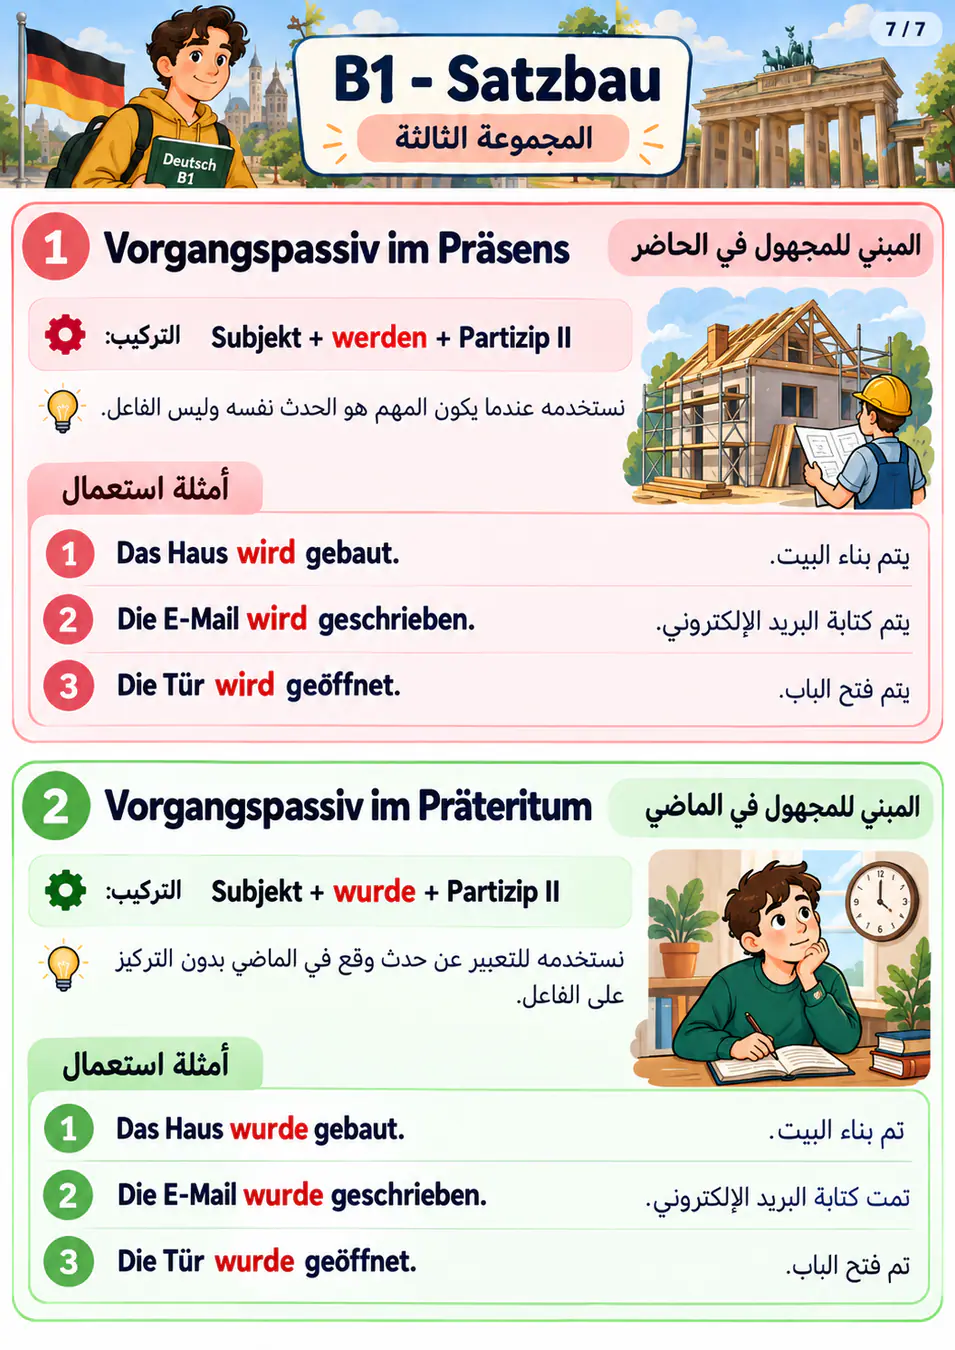 7 / 7
B1 - Satzbau
المجموعة الثالثة
Deutsch
B1
1 Vorgangspassiv im Präsens المبني للمجهول في الحاضر
التركيب: Subjekt + werden + Partizip II
نستخدمه عندما يكون المهم هو الحدث نفسه وليس الفاعل.
أمثلة استعمال
1 Das Haus wird gebaut. يتم بناء البيت.
2 Die E-Mail wird geschrieben. يتم كتابة البريد الإلكتروني.
3 Die Tür wird geöffnet. يتم فتح الباب.
2 Vorgangspassiv im Präteritum المبني للمجهول في الماضي
التركيب: Subjekt + wurde + Partizip II
نستخدمه للتعبير عن حدث وقع في الماضي بدون التركيز
على الفاعل.
12
3
6
9
أمثلة استعمال
1 Das Haus wurde gebaut. تم بناء البيت.
2 Die E-Mail wurde geschrieben. تمت كتابة البريد الإلكتروني.
3 Die Tür wurde geöffnet. تم فتح الباب.